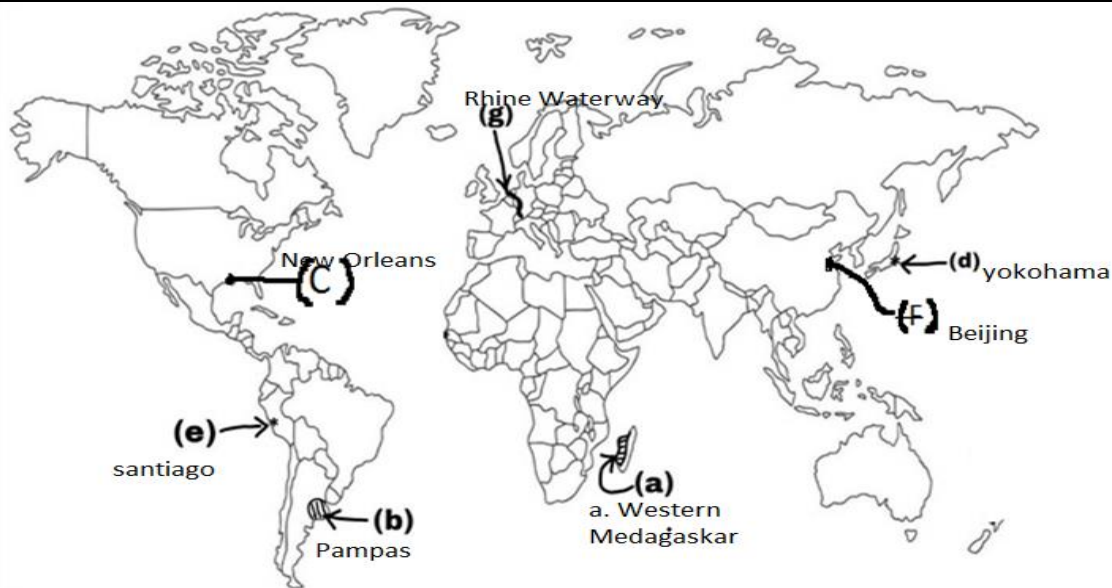 Rhine Waterway
(g)
New Orleans
(C)
(d) yokohama
(F)
Beijing
(e)
santiago
(a)
a. Western
Medagaskar
(b)
Pampas